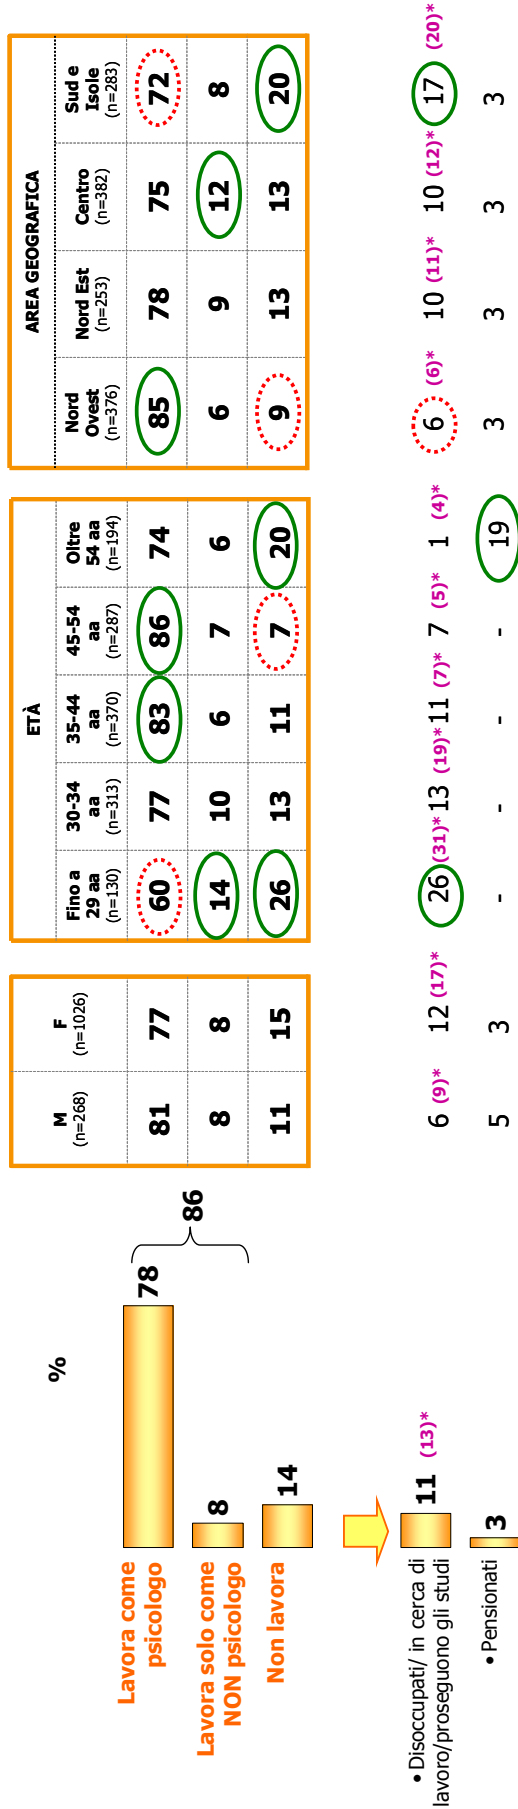 %
M
(n=268)
F
(n=1026)
ETÀ
Fino a
29 aa
(n=130)
30-34
aa
(n=313)
35-44
aa
(n=370)
45-54
aa
(n=287)
Oltre
54 aa
(n=194)
AREA GEOGRAFICA
Nord
Ovest
(n=376)
Nord Est
(n=253)
Centro
(n=382)
Sud e
Isole
(n=283)
Lavora come
psicologo
78
81 77 60 77 83 86 74 85 78 75 72
86
Lavora solo come
NON psicologo
8
8 8 14 10 6 7 6 6 9 12 8
Non lavora
14
11 15 26 13 11 7 20 9 13 13 20
• Disoccupati/ in cerca di
lavoro/proseguono gli studi
11 (13)*
6 (9)* 12 (17)* 26 (31)* 13 (19)* 11 (7)* 7 (5)* 1 (4)* 6 (6)* 10 (11)* 10 (12)* 17 (20)*
• Pensionati
3
5 3 - - - - 19 3 3 3 3